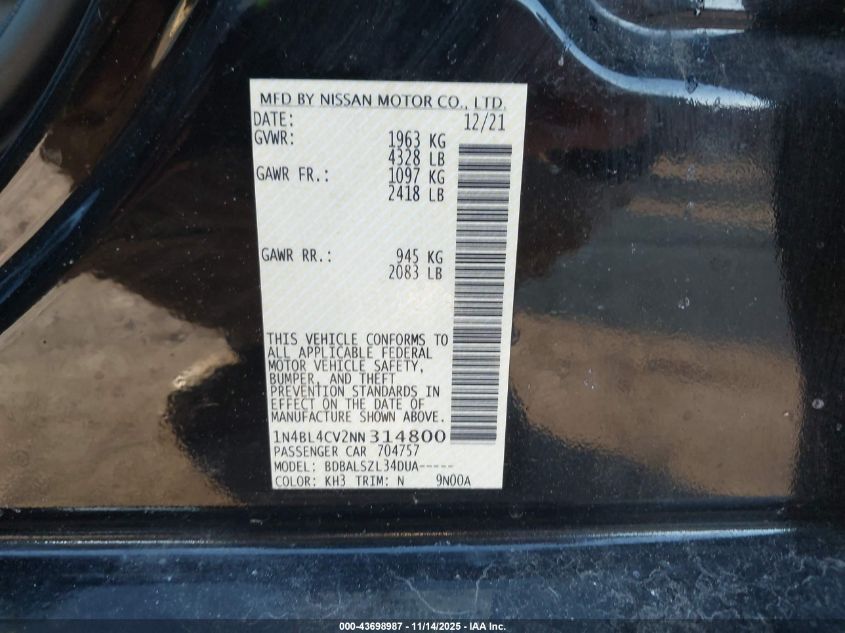 MFD BY NISSAN MOTOR CO., LTD.
DATE: 12/21
GVWR: 1963 KG
4328 LB
GAWR FR.: 1097 KG
2418 LB
GAWR RR.: 945 KG
2083 LB
THIS VEHICLE CONFORMS TO
ALL APPLICABLE FEDERAL
MOTOR VEHICLE SAFETY,
BUMPER, AND THEFT
PREVENTION STANDARDS IN
EFFECT ON THE DATE OF
MANUFACTURE SHOWN ABOVE.
1N4BL4CV2NN314800
PASSENGER CAR 704757
MODEL: BDBALSZL34DUA-----
COLOR: KH3 TRIM: N 9N00A
000-43698987 - 11/14/2025 - IAA Inc.